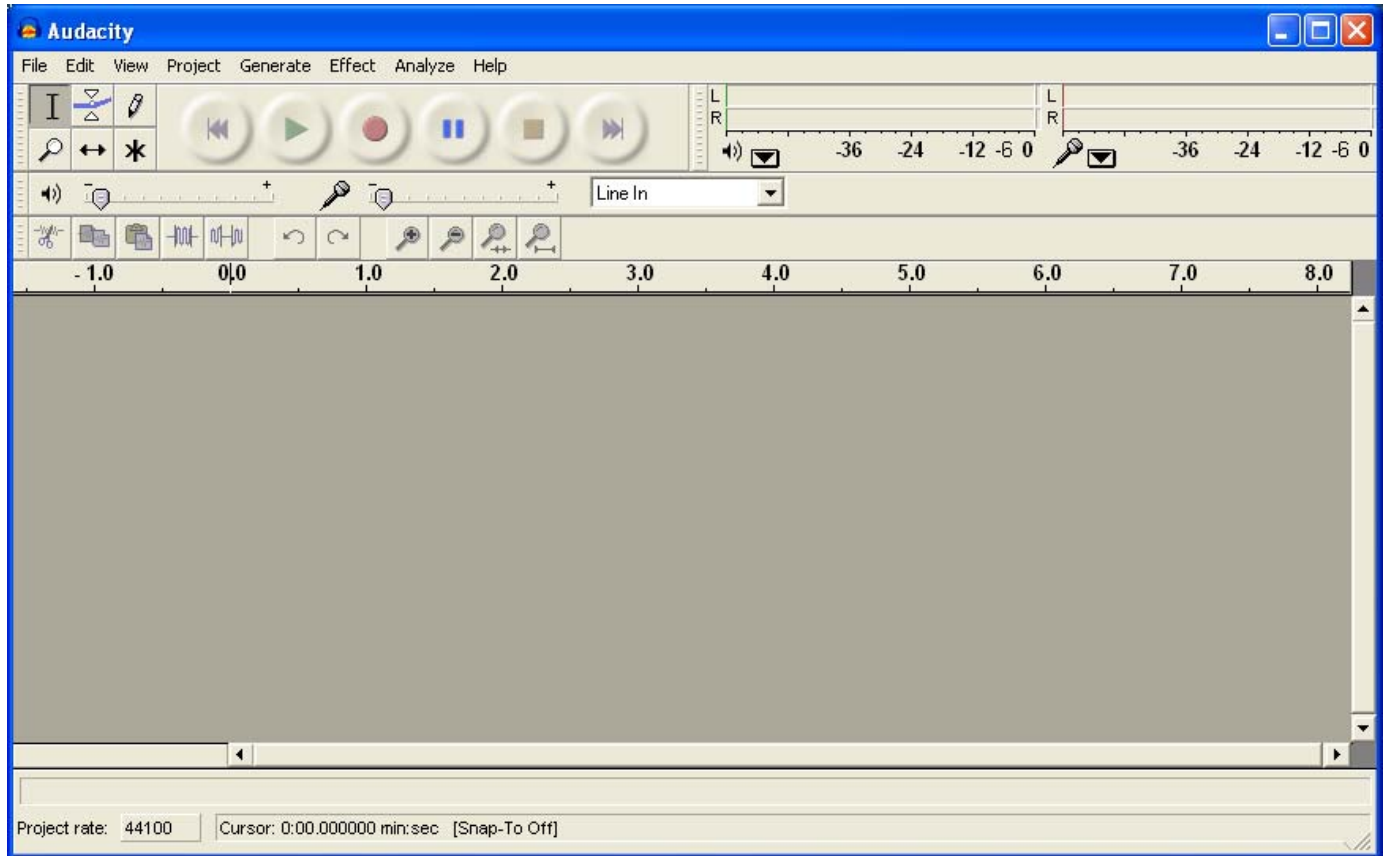 Audacity
File Edit View Project Generate Effect Analyze Help
L L
R R
-36 -24 -12 -6 0 -36 -24 -12 -6 0
- + - + Line In
- 1.0 0.0 1.0 2.0 3.0 4.0 5.0 6.0 7.0 8.0
Project rate: 44100 Cursor: 0:00.000000 min:sec [Snap-To Off]